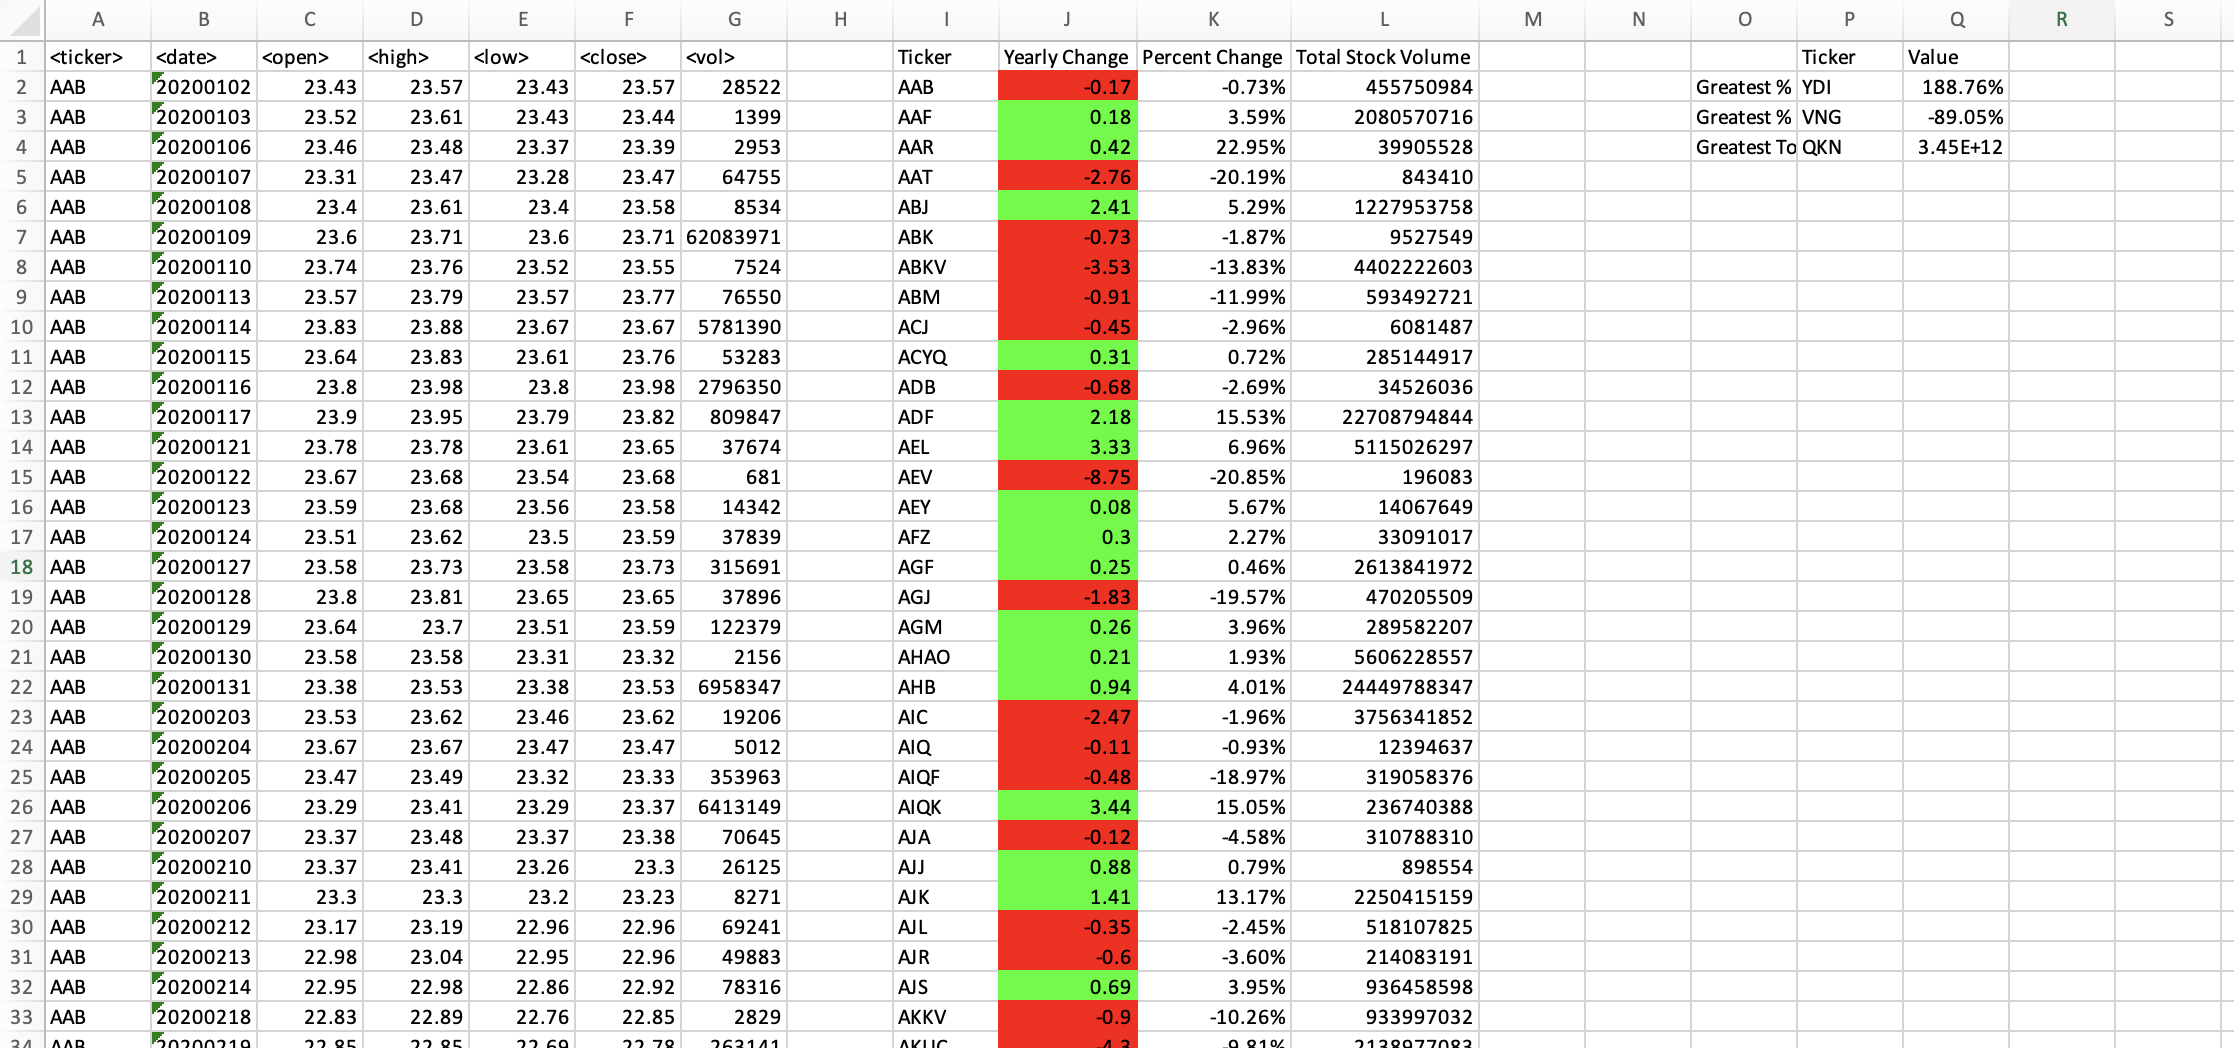 A B C D E F G H I J K L M N O P Q R S
1 <ticker> <date> <open> <high> <low> <close> <vol> Ticker Yearly Change Percent Change Total Stock Volume Ticker Value
2 AAB 20200102 23.43 23.57 23.43 23.57 28522 AAB -0.17 -0.73% 455750984 Greatest % YDI 188.76%
3 AAB 20200103 23.52 23.61 23.43 23.44 1399 AAF 0.18 3.59% 2080570716 Greatest % VNG -89.05%
4 AAB 20200106 23.46 23.48 23.37 23.39 2953 AAR 0.42 22.95% 39905528 Greatest To QKN 3.45E+12
5 AAB 20200107 23.31 23.47 23.28 23.47 64755 AAT -2.76 -20.19% 843410
6 AAB 20200108 23.4 23.61 23.4 23.58 8534 ABJ 2.41 5.29% 1227953758
7 AAB 20200109 23.6 23.71 23.6 23.71 62083971 ABK -0.73 -1.87% 9527549
8 AAB 20200110 23.74 23.76 23.52 23.55 7524 ABKV -3.53 -13.83% 4402222603
9 AAB 20200113 23.57 23.79 23.57 23.77 76550 ABM -0.91 -11.99% 593492721
10 AAB 20200114 23.83 23.88 23.67 23.67 5781390 ACJ -0.45 -2.96% 6081487
11 AAB 20200115 23.64 23.83 23.61 23.76 53283 ACYQ 0.31 0.72% 285144917
12 AAB 20200116 23.8 23.98 23.8 23.98 2796350 ADB -0.68 -2.69% 34526036
13 AAB 20200117 23.9 23.95 23.79 23.82 809847 ADF 2.18 15.53% 22708794844
14 AAB 20200121 23.78 23.78 23.61 23.65 37674 AEL 3.33 6.96% 5115026297
15 AAB 20200122 23.67 23.68 23.54 23.68 681 AEV -8.75 -20.85% 196083
16 AAB 20200123 23.59 23.68 23.56 23.58 14342 AEY 0.08 5.67% 14067649
17 AAB 20200124 23.51 23.62 23.5 23.59 37839 AFZ 0.3 2.27% 33091017
18 AAB 20200127 23.58 23.73 23.58 23.73 315691 AGF 0.25 0.46% 2613841972
19 AAB 20200128 23.8 23.81 23.65 23.65 37896 AGJ -1.83 -19.57% 470205509
20 AAB 20200129 23.64 23.7 23.51 23.59 122379 AGM 0.26 3.96% 289582207
21 AAB 20200130 23.58 23.58 23.31 23.32 2156 AHAO 0.21 1.93% 5606228557
22 AAB 20200131 23.38 23.53 23.38 23.53 6958347 AHB 0.94 4.01% 24449788347
23 AAB 20200203 23.53 23.62 23.46 23.62 19206 AIC -2.47 -1.96% 3756341852
24 AAB 20200204 23.67 23.67 23.47 23.47 5012 AIQ -0.11 -0.93% 12394637
25 AAB 20200205 23.47 23.49 23.32 23.33 353963 AIQF -0.48 -18.97% 319058376
26 AAB 20200206 23.29 23.41 23.29 23.37 6413149 AIQK 3.44 15.05% 236740388
27 AAB 20200207 23.37 23.48 23.37 23.38 70645 AJA -0.12 -4.58% 310788310
28 AAB 20200210 23.37 23.41 23.26 23.3 26125 AJJ 0.88 0.79% 898554
29 AAB 20200211 23.3 23.3 23.2 23.23 8271 AJK 1.41 13.17% 2250415159
30 AAB 20200212 23.17 23.19 22.96 22.96 69241 AJL -0.35 -2.45% 518107825
31 AAB 20200213 22.98 23.04 22.95 22.96 49883 AJR -0.6 -3.60% 214083191
32 AAB 20200214 22.95 22.98 22.86 22.92 78316 AJS 0.69 3.95% 936458598
33 AAB 20200218 22.83 22.89 22.76 22.85 2829 AKKV -0.9 -10.26% 933997032
34 AAB 20200219 22.85 22.85 22.69 22.78 263141 -4.3 -9.81% 2138977083